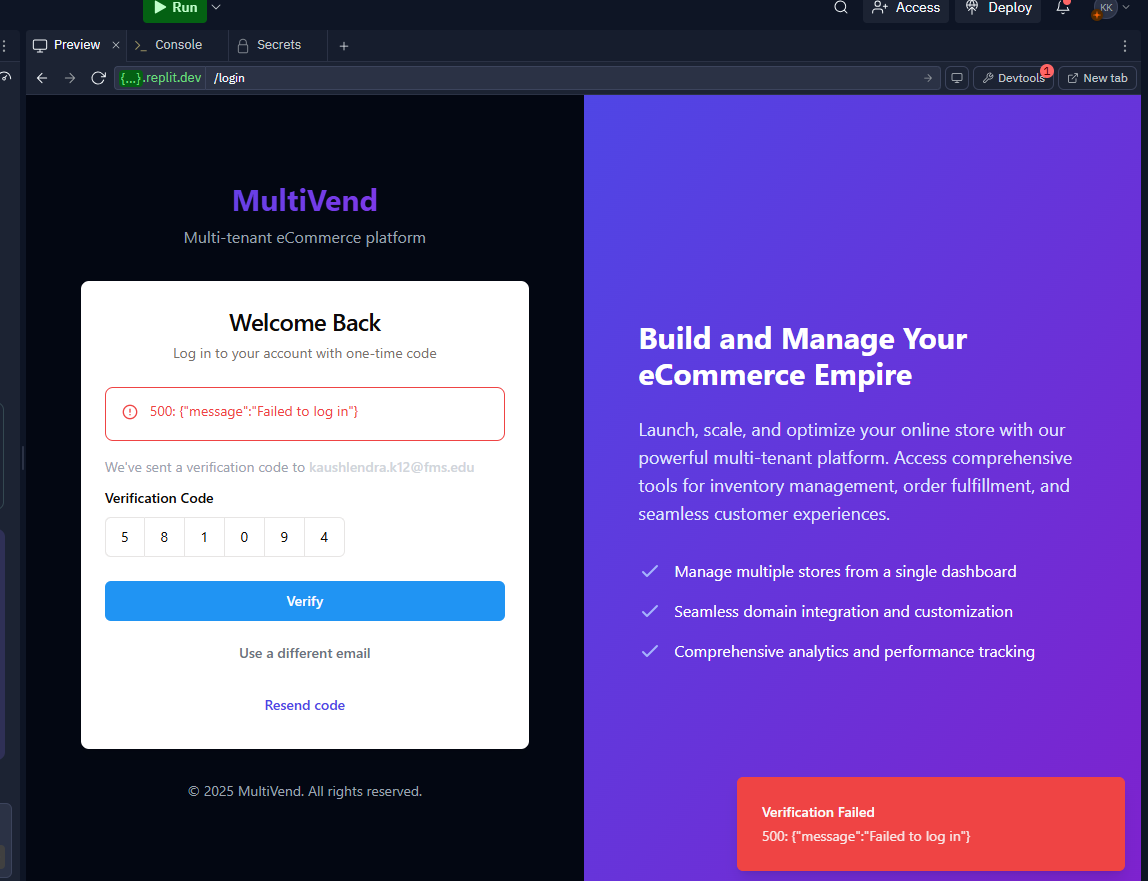 Run
Access
Deploy
KK
Preview
Console
Secrets
{...}.replit.dev
/login
Devtools
1
New tab
MultiVend
Multi-tenant eCommerce platform
Welcome Back
Log in to your account with one-time code
500: {"message":"Failed to log in"}
We've sent a verification code to kaushlendra.k12@fms.edu
Verification Code
5 8 1 0 9 4
Verify
Use a different email
Resend code
© 2025 MultiVend. All rights reserved.
Build and Manage Your
eCommerce Empire
Launch, scale, and optimize your online store with our
powerful multi-tenant platform. Access comprehensive
tools for inventory management, order fulfillment, and
seamless customer experiences.
Manage multiple stores from a single dashboard
Seamless domain integration and customization
Comprehensive analytics and performance tracking
Verification Failed
500: {"message":"Failed to log in"}